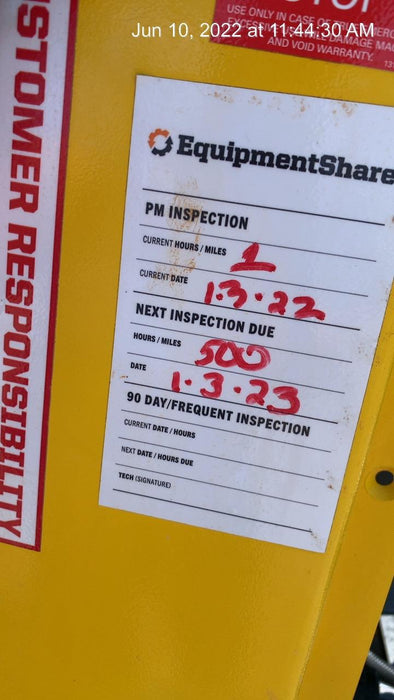 Jun 10, 2022 at 11:44:30 AM
USE ONLY IN CASE OF
DAMAGE
AND VOID WARRANTY.
CUSTOMER RESPONSIBILITY
EquipmentShare
PM INSPECTION
CURRENT HOURS / MILES 1
CURRENT DATE 1·3·22
NEXT INSPECTION DUE
HOURS / MILES 500
DATE 1·3·23
90 DAY/FREQUENT INSPECTION
CURRENT DATE / HOURS
NEXT DATE / HOURS DUE
TECH (SIGNATURE)